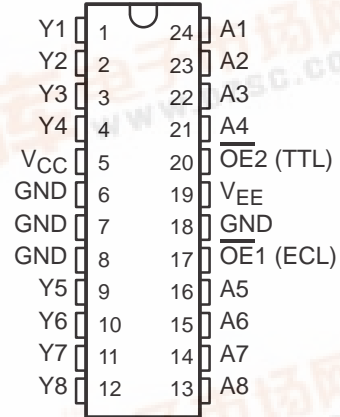 Y1 1 24 A1
Y2 2 23 A2
Y3 3 22 A3
Y4 4 21 A4
VCC 5 20 OE2 (TTL)
GND 6 19 VEE
GND 7 18 GND
GND 8 17 OE1 (ECL)
Y5 9 16 A5
Y6 10 15 A6
Y7 11 14 A7
Y8 12 13 A8